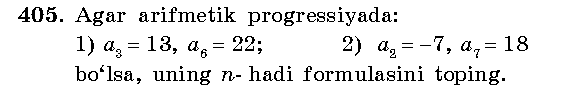 405. Agar arifmetik progressiyada:
1) a₃ = 13, a₆ = 22; 2) a₂ = −7, a₇ = 18
bo‘lsa, uning n- hadi formulasini toping.